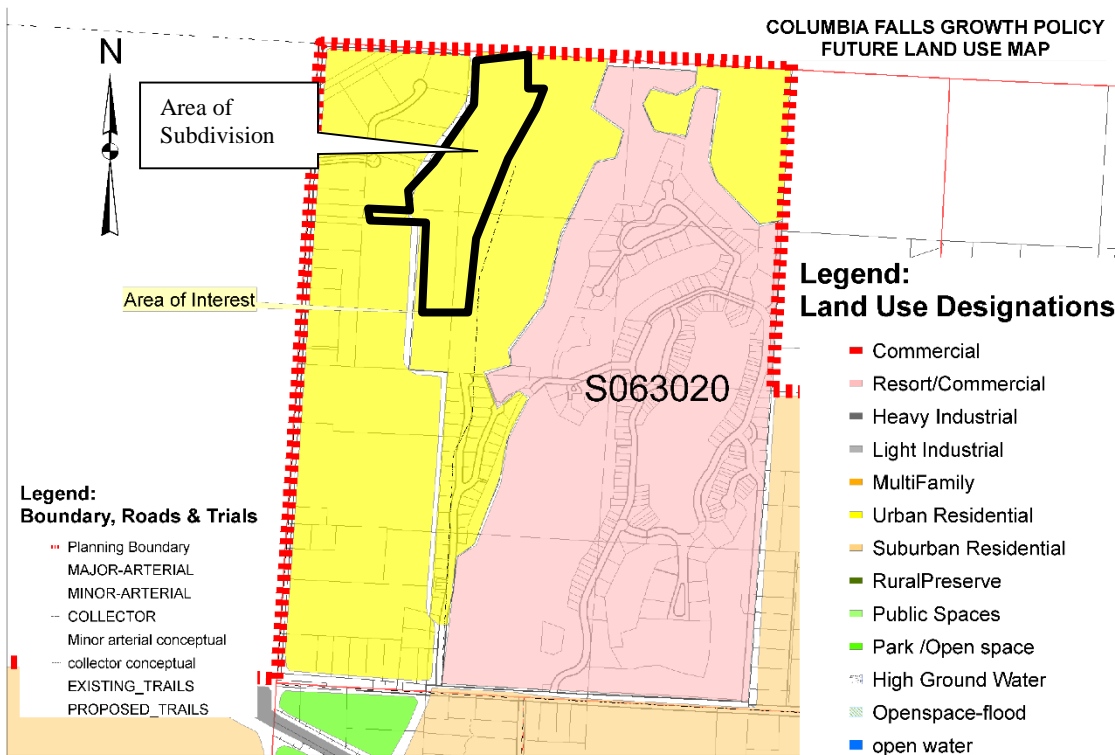 COLUMBIA FALLS GROWTH POLICY
FUTURE LAND USE MAP
N
Area of
Subdivision
Area of Interest
S063020
Legend:
Land Use Designations
Commercial
Resort/Commercial
Heavy Industrial
Light Industrial
MultiFamily
Urban Residential
Suburban Residential
RuralPreserve
Public Spaces
Park /Open space
High Ground Water
Openspace-flood
open water
Legend:
Boundary, Roads & Trials
Planning Boundary
MAJOR-ARTERIAL
MINOR-ARTERIAL
COLLECTOR
Minor arterial conceptual
collector conceptual
EXISTING_TRAILS
PROPOSED_TRAILS